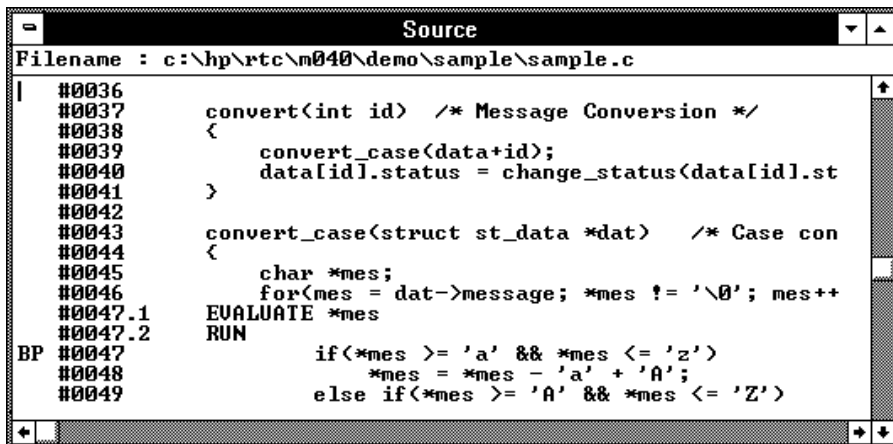 Source
Filename : c:\hp\rtc\m040\demo\sample\sample.c
#0036
#0037 convert(int id) /* Message Conversion */
#0038 {
#0039 convert_case(data+id);
#0040 data[id].status = change_status(data[id].st
#0041 }
#0042
#0043 convert_case(struct st_data *dat) /* Case con
#0044 {
#0045 char *mes;
#0046 for(mes = dat->message; *mes != '\0'; mes++
#0047.1 EVALUATE *mes
#0047.2 RUN
BP #0047 if(*mes >= 'a' && *mes <= 'z')
#0048 *mes = *mes - 'a' + 'A';
#0049 else if(*mes >= 'A' && *mes <= 'Z')